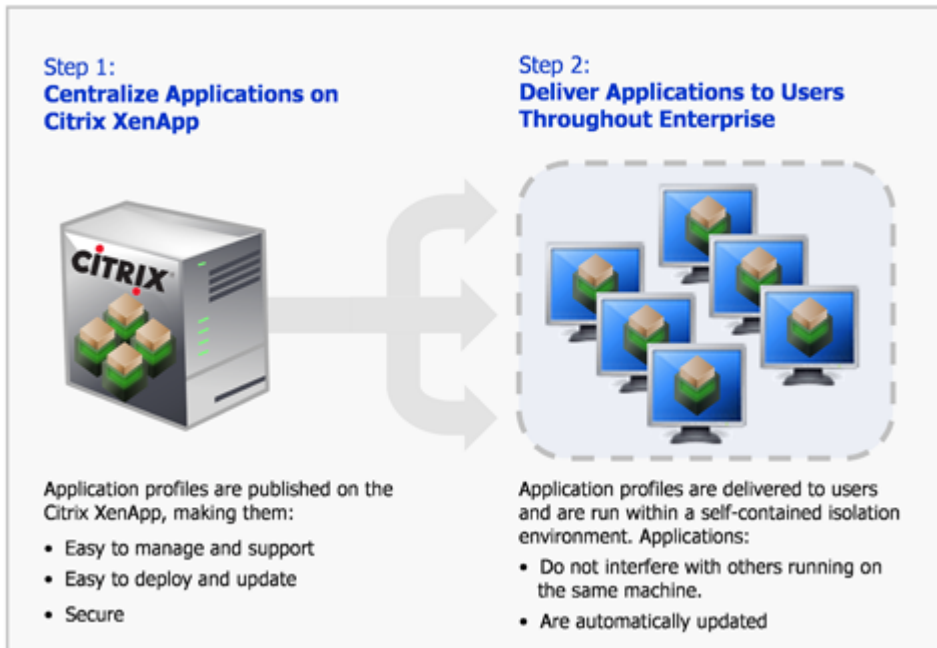 Step 1:
Centralize Applications on
Citrix XenApp
CİTRIX®
Application profiles are published on the
Citrix XenApp, making them:
• Easy to manage and support
• Easy to deploy and update
• Secure
Step 2:
Deliver Applications to Users
Throughout Enterprise
Application profiles are delivered to users
and are run within a self-contained isolation
environment. Applications:
• Do not interfere with others running on
the same machine.
• Are automatically updated